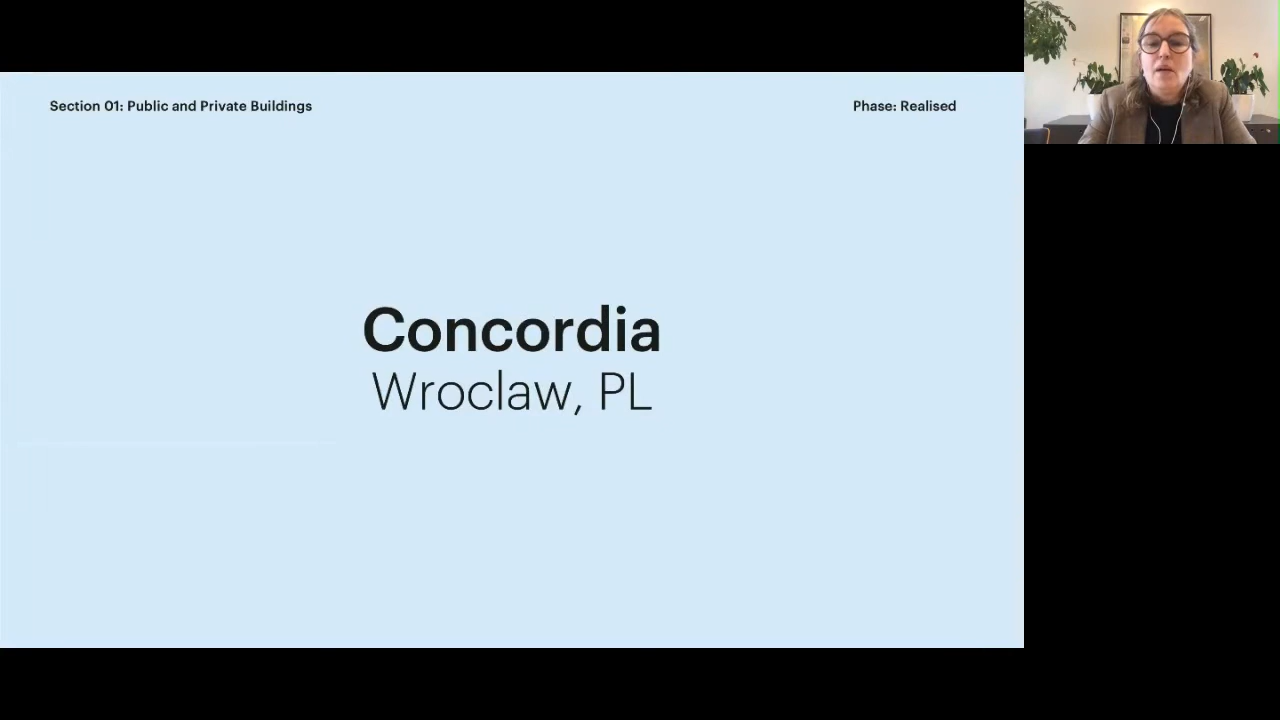 Section 01: Public and Private Buildings
Phase: Realised
Concordia
Wroclaw, PL